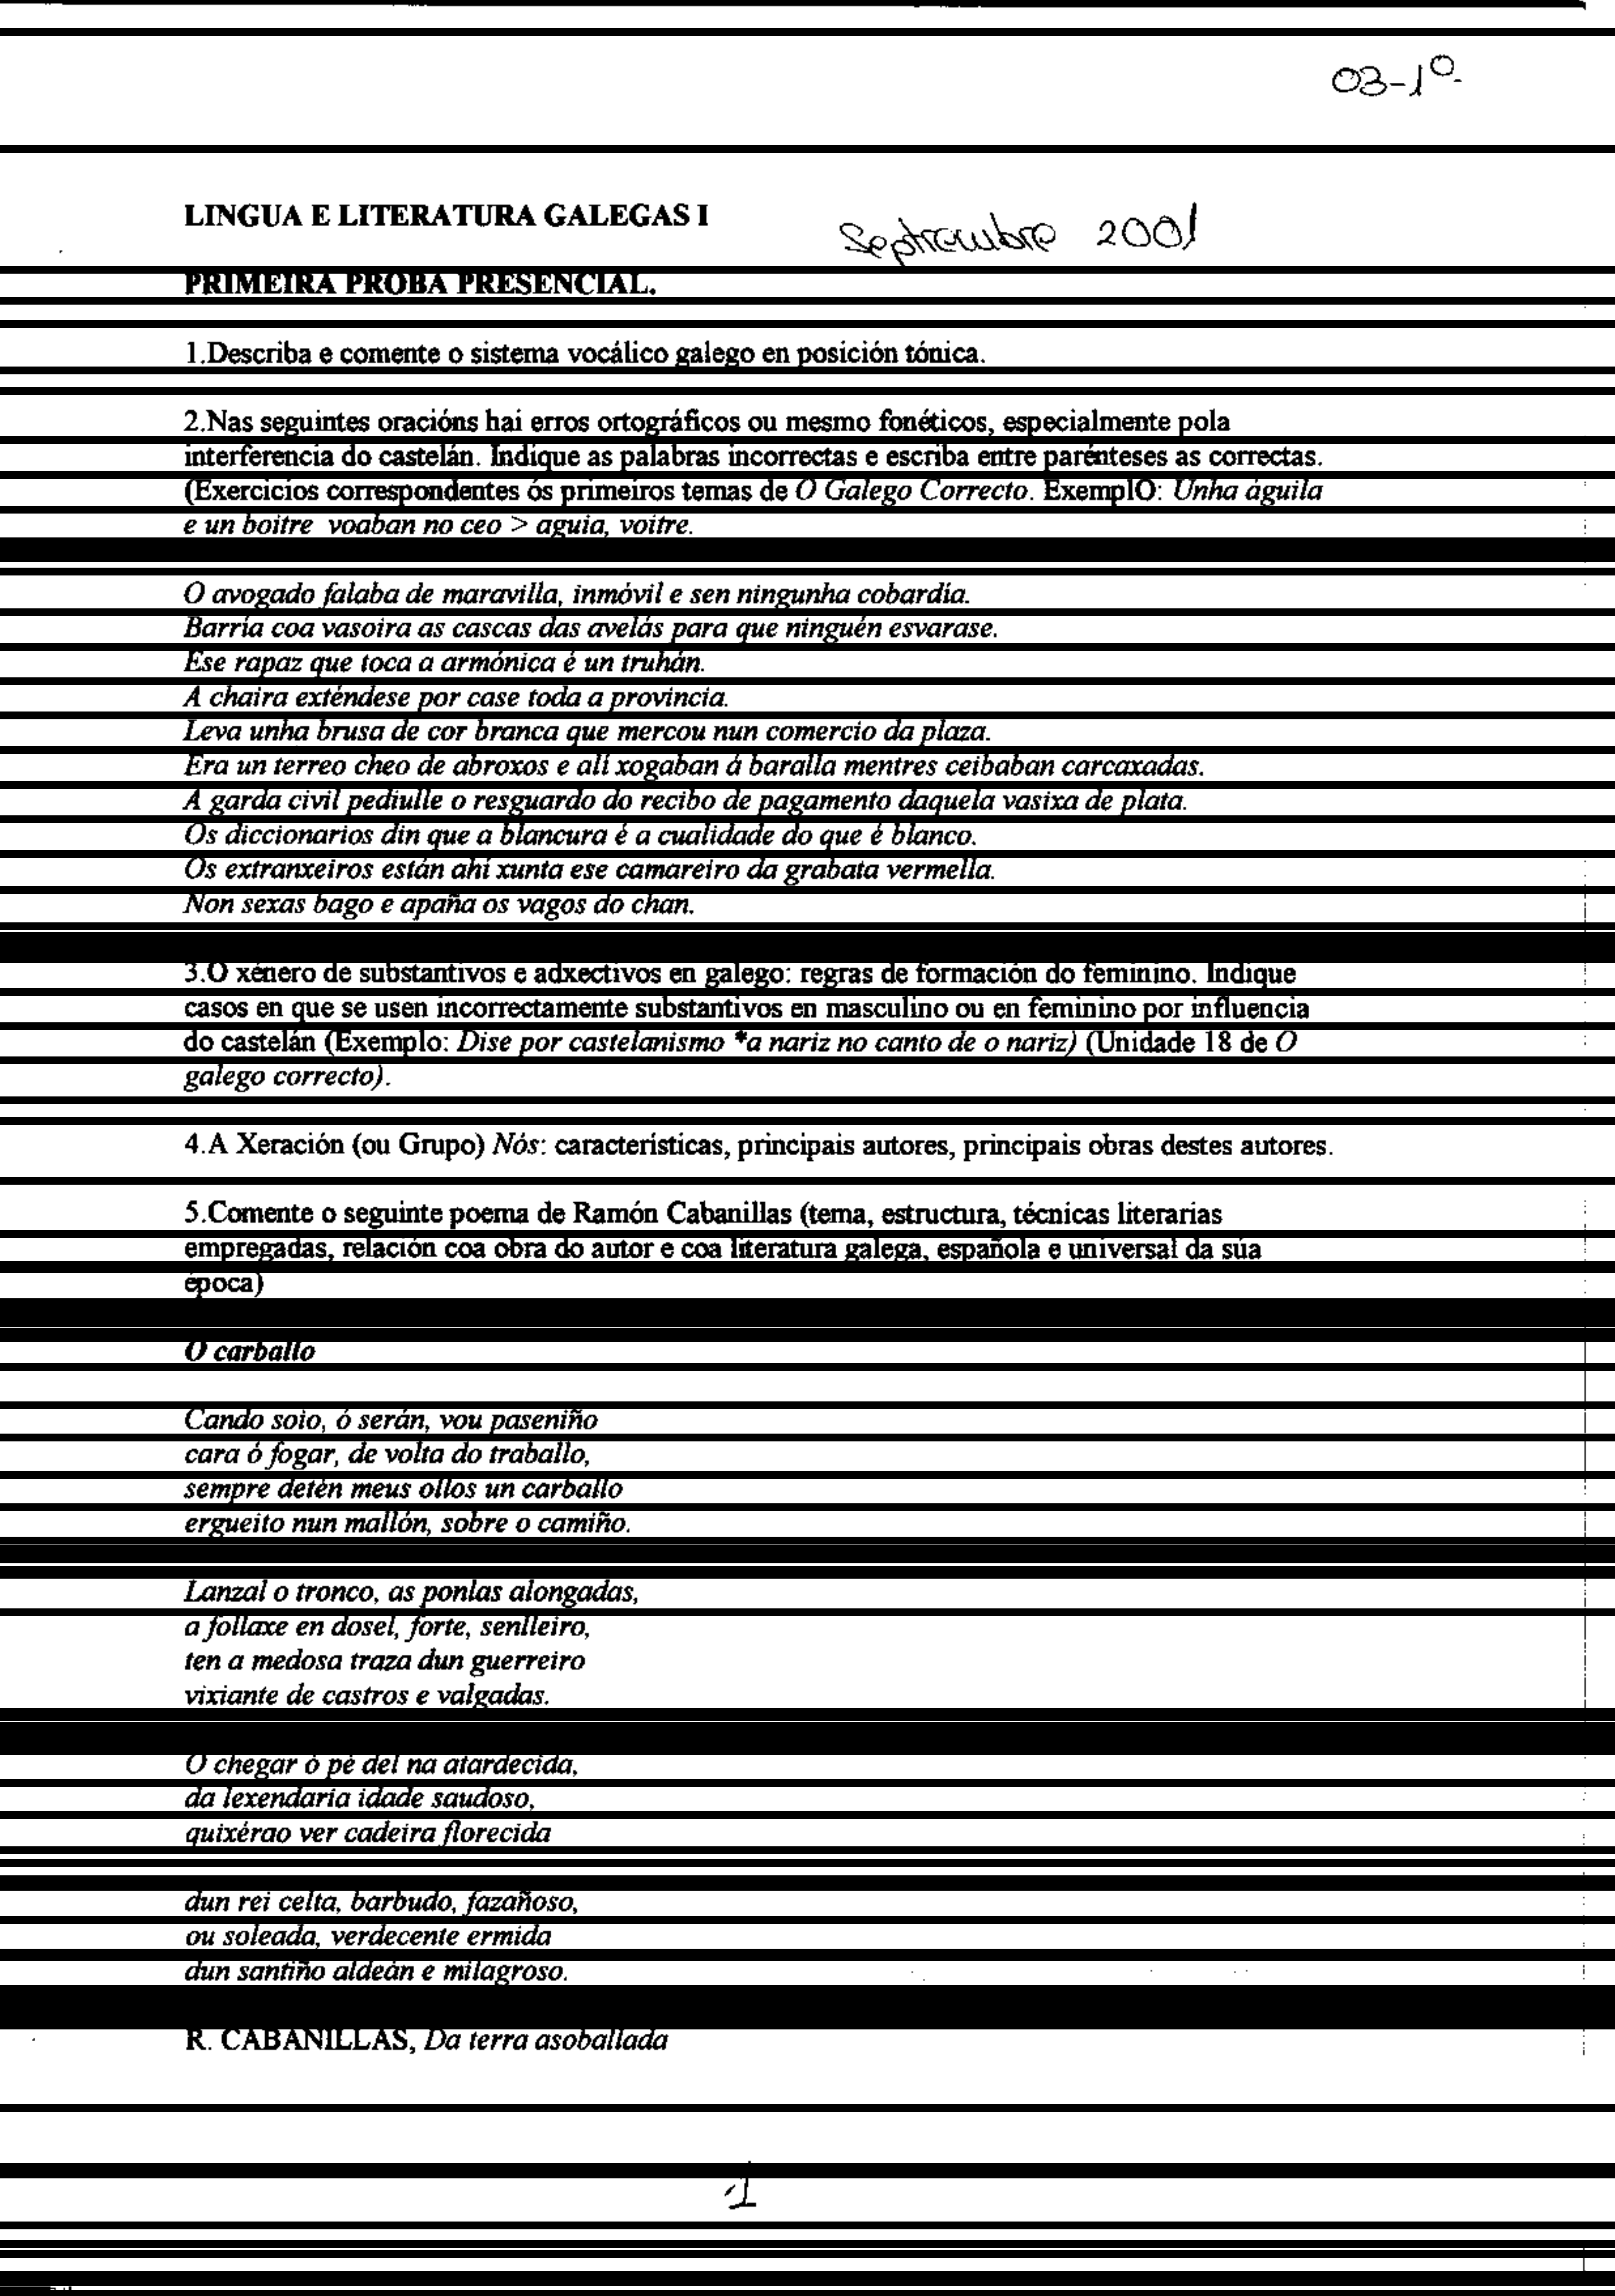 03-1º-
LINGUA E LITERATURA GALEGAS I
Septiembre 2001
PRIMEIRA PROBA PRESENCIAL.
1.Describa e comente o sistema vocálico galego en posición tónica.
2.Nas seguintes oracións hai erros ortográficos ou mesmo fonéticos, especialmente pola
interferencia do castelán. Indique as palabras incorrectas e escriba entre parénteses as correctas.
(Exercicios correspondentes ós primeiros temas de O Galego Correcto. ExemplO: Unha águila
e un boitre voaban no ceo > aguia, voitre.
O avogado falaba de maravilla, inmóvil e sen ningunha cobardía.
Barría coa vasoira as cascas das avelás para que ninguén esvarase.
Ese rapaz que toca a armónica é un truhán.
A chaira exténdese por case toda a provincia.
Leva unha brusa de cor branca que mercou nun comercio da plaza.
Era un terreo cheo de abroxos e alí xogaban á baralla mentres ceibaban carcaxadas.
A garda civil pediulle o resguardo do recibo de pagamento daquela vasixa de plata.
Os diccionarios din que a blancura é a cualidade do que é blanco.
Os extranxeiros están ahí xunta ese camareiro da grabata vermella.
Non sexas bago e apaña os vagos do chan.
3.O xénero de substantivos e adxectivos en galego: regras de formación do feminino. Indique
casos en que se usen incorrectamente substantivos en masculino ou en feminino por influencia
do castelán (Exemplo: Dise por castelanismo *a nariz no canto de o nariz) (Unidade 18 de O
galego correcto).
4.A Xeración (ou Grupo) Nós: características, principais autores, principais obras destes autores.
5.Comente o seguinte poema de Ramón Cabanillas (tema, estructura, técnicas literarias
empregadas, relación coa obra do autor e coa literatura galega, española e universal da súa
época)
O carballo
Cando soio, ó serán, vou paseniño
cara ó fogar, de volta do traballo,
sempre detén meus ollos un carballo
ergueito nun mallón, sobre o camiño.
Lanzal o tronco, as ponlas alongadas,
a follaxe en dosel, forte, senlleiro,
ten a medosa traza dun guerreiro
vixiante de castros e valgadas.
O chegar ó pé del na atardecida,
da lexendaria idade saudoso,
quixérao ver cadeira florecida
dun rei celta, barbudo, fazañoso,
ou soleada, verdecente ermida
dun santiño aldeán e milagroso.
R. CABANILLAS, Da terra asoballada
1